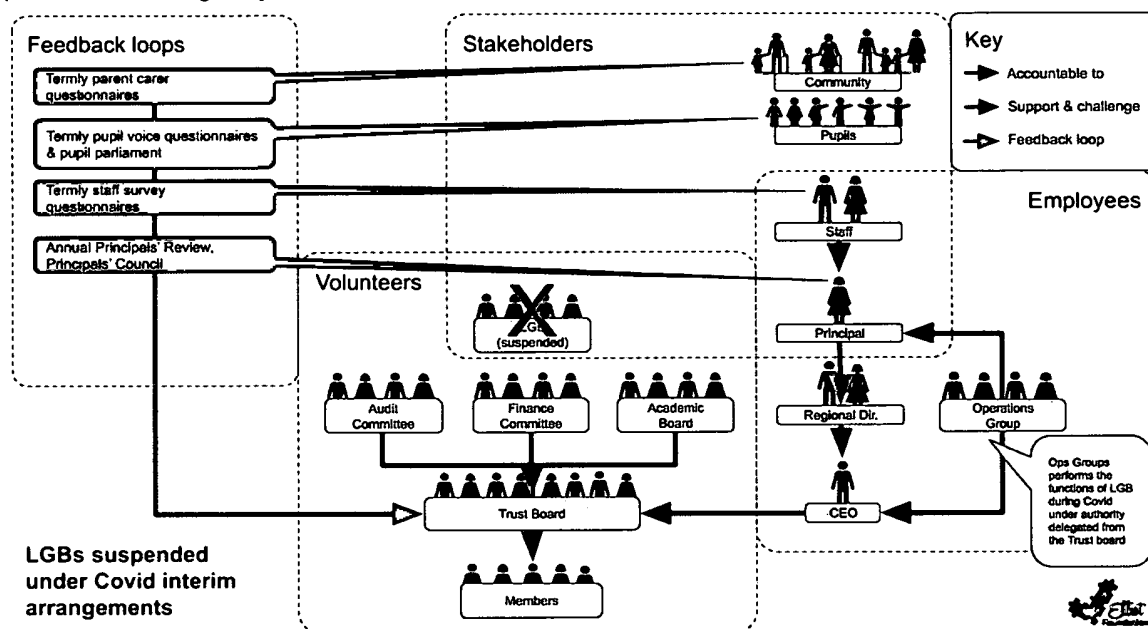 Feedback loops
Termly parent carer
questionnaires
Termly pupil voice questionnaires
& pupil parliament
Termly staff survey
questionnaires
Annual Principals' Review,
Principals' Council
Stakeholders
Community
Pupils
Key
Accountable to
Support & challenge
Feedback loop
Employees
Staff
Principal
Regional Dir.
CEO
Operations
Group
Ops Groups
performs the
functions of LGB
during Covid
under authority
delegated from
the Trust board
Volunteers
LGB
(suspended)
Audit
Committee
Finance
Committee
Academic
Board
Trust Board
Members
LGBs suspended
under Covid interim
arrangements
Elliot
Foundation